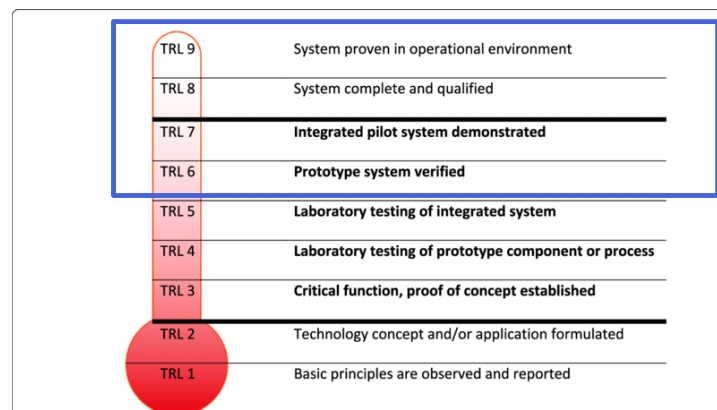 TRL 9 System proven in operational environment
TRL 8 System complete and qualified
TRL 7 Integrated pilot system demonstrated
TRL 6 Prototype system verified
TRL 5 Laboratory testing of integrated system
TRL 4 Laboratory testing of prototype component or process
TRL 3 Critical function, proof of concept established
TRL 2 Technology concept and/or application formulated
TRL 1 Basic principles are observed and reported